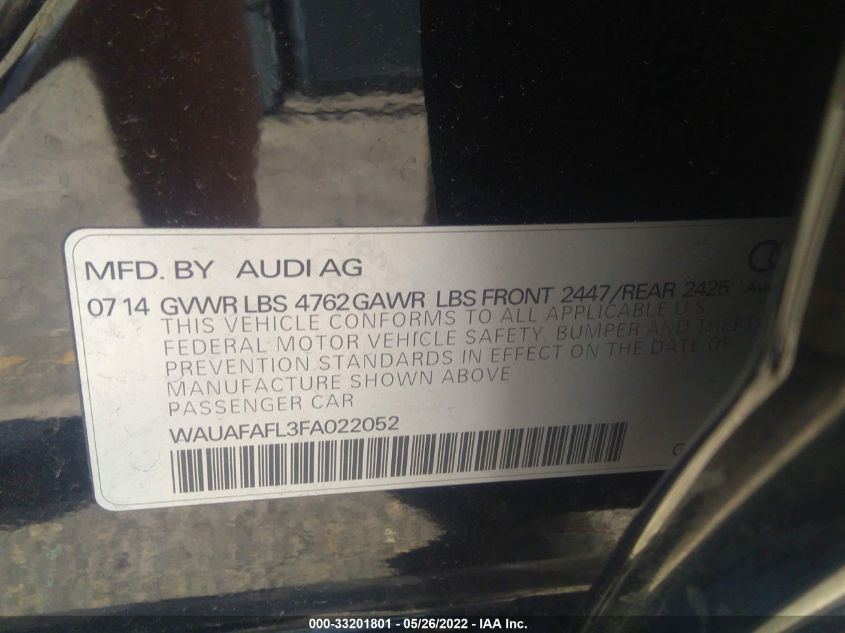 MFD. BY AUDI AG
07 14 GVWR LBS 4762 GAWR LBS FRONT 2447/REAR 2425
THIS VEHICLE CONFORMS TO ALL APPLICABLE U.S.
FEDERAL MOTOR VEHICLE SAFETY, BUMPER AND THEFT
PREVENTION STANDARDS IN EFFECT ON THE DATE OF
MANUFACTURE SHOWN ABOVE
PASSENGER CAR
WAUAFAFL3FA022052
000-33201801 - 05/26/2022 - IAA Inc.